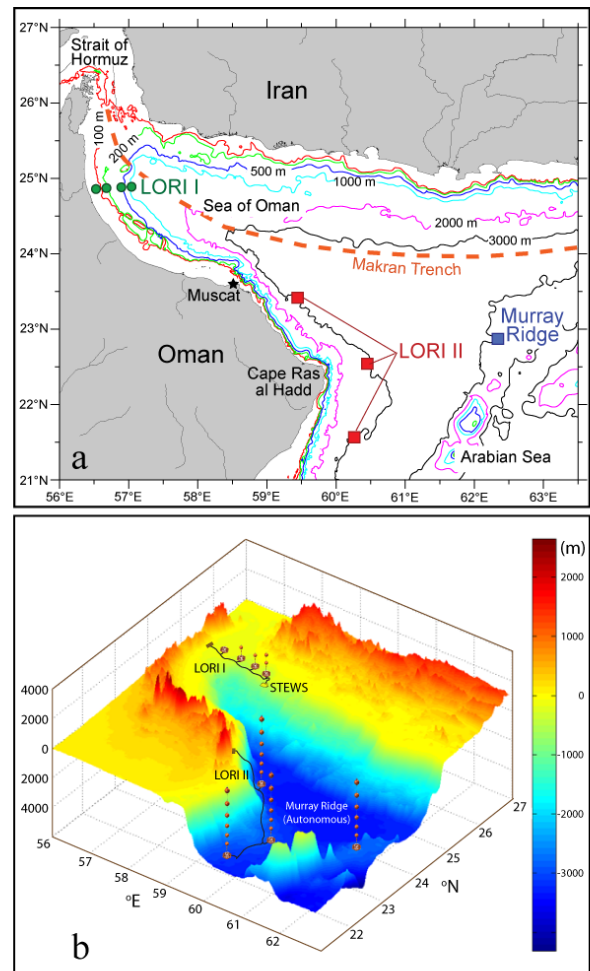 27°N
26°N
25°N
24°N
23°N
22°N
21°N
Strait of
Hormuz
Iran
100 m
200 m
500 m
1000 m
LORI I
Sea of Oman
2000 m
3000 m
Makran Trench
Muscat
Murray
Ridge
LORI II
Oman
Cape Ras
al Hadd
Arabian Sea
a
56°E
57°E
58°E
59°E
60°E
61°E
62°E
63°E
(m)
2000
1000
0
-1000
-3000
LORI I
STEWS
4000
2000
0
2000
4000
LORI II
Murray Ridge
(Autonomous)
56
57
58
59
60
61
62
°E
22
23
24
25
26
27
°N
b